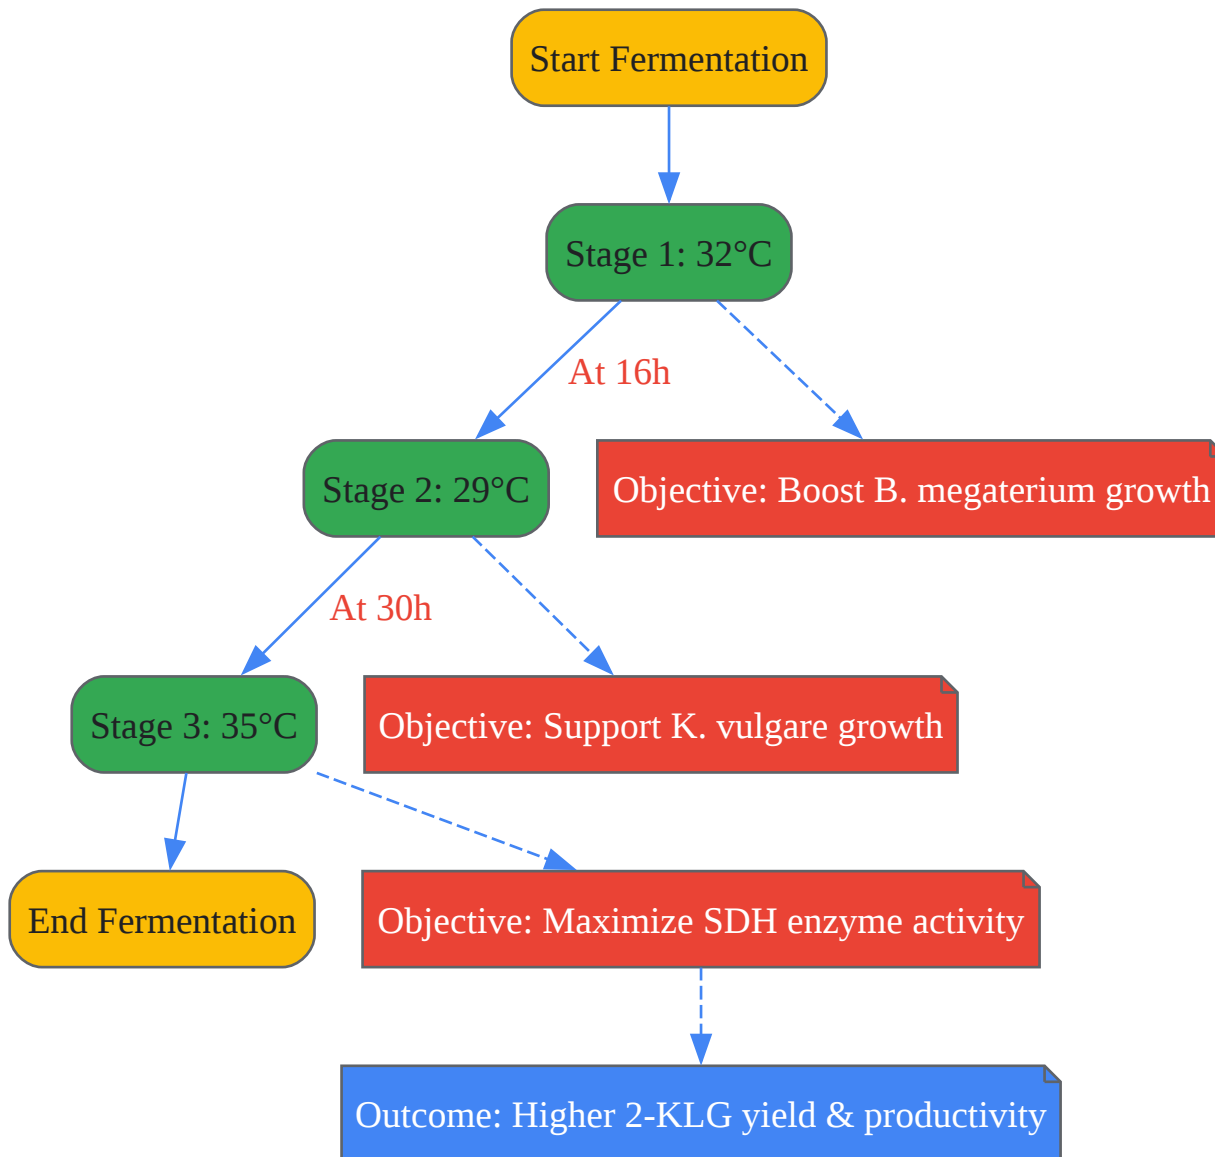 Start Fermentation
Stage 1: 32°C
At 16h
Stage 2: 29°C
Objective: Boost B. megaterium growth
At 30h
Stage 3: 35°C
Objective: Support K. vulgare growth
End Fermentation
Objective: Maximize SDH enzyme activity
Outcome: Higher 2-KLG yield & productivity